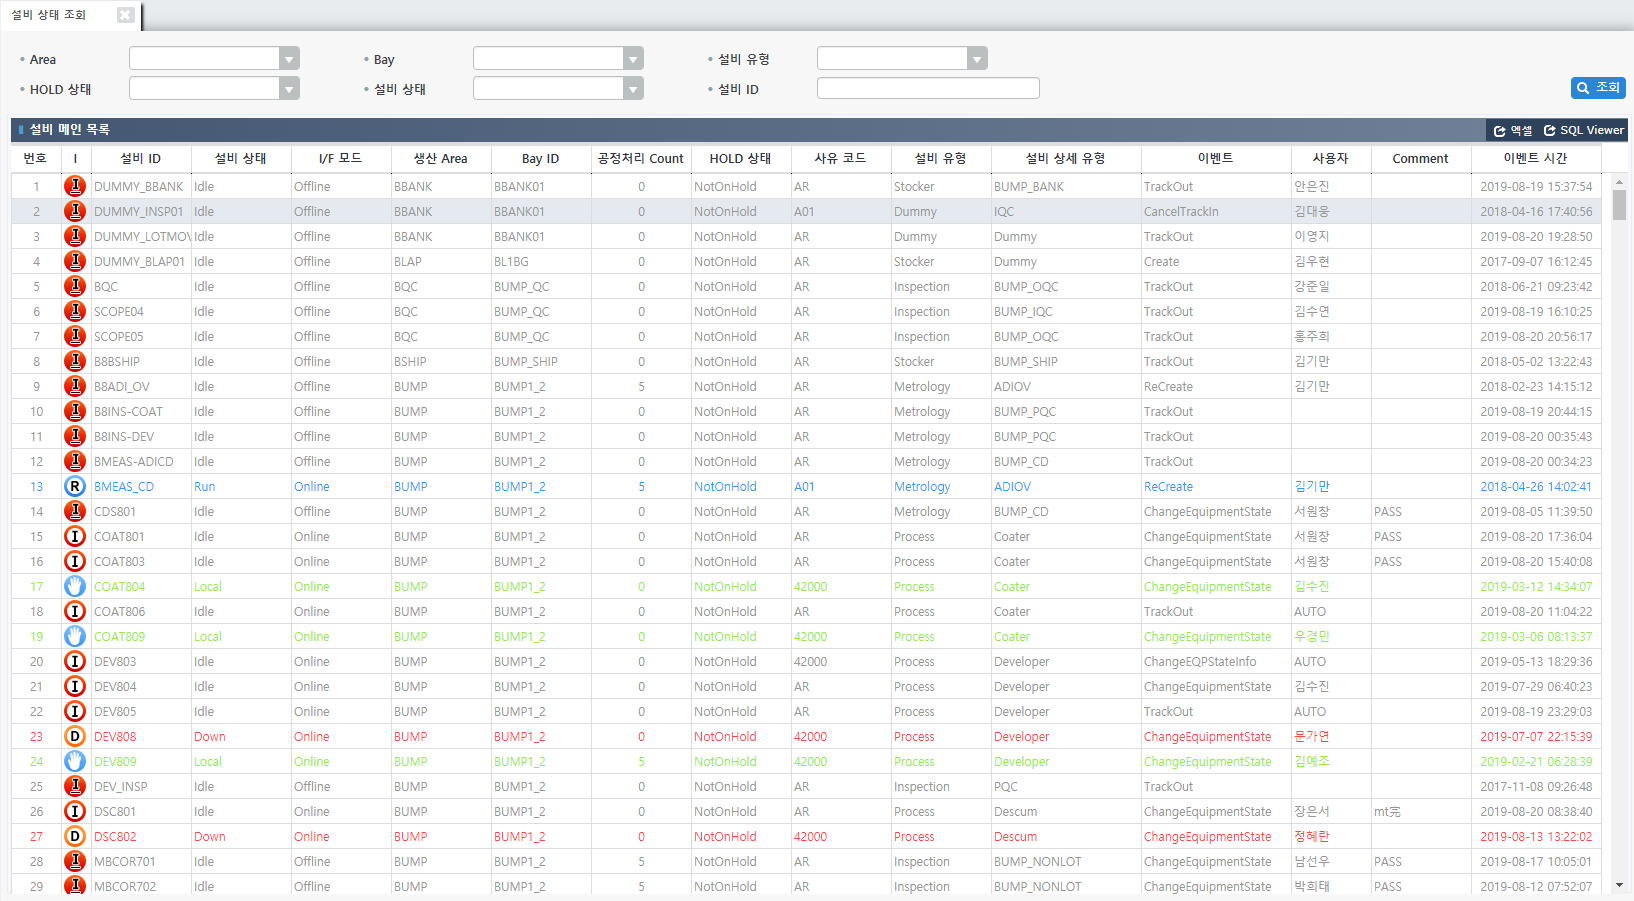 설비 상태 조회
Area Bay 설비 유형
HOLD 상태 설비 상태 설비 ID 조회
설비 메인 목록 엑셀 SQL Viewer
번호 I 설비 ID 설비 상태 I/F 모드 생산 Area Bay ID 공정처리 Count HOLD 상태 사유 코드 설비 유형 설비 상세 유형 이벤트 사용자 Comment 이벤트 시간
1 I DUMMY_BBANK Idle Offline BBANK BBANK01 0 NotOnHold AR Stocker BUMP_BANK TrackOut 안은진 2019-08-19 15:37:54
2 I DUMMY_INSP01 Idle Offline BBANK BBANK01 0 NotOnHold A01 Dummy IQC CancelTrackIn 김대웅 2018-04-16 17:40:56
3 I DUMMY_LOTMOV Idle Offline BBANK BBANK01 0 NotOnHold AR Dummy Dummy TrackOut 이영지 2019-08-20 19:28:50
4 I DUMMY_BLAP01 Idle Offline BLAP BL1BG 0 NotOnHold AR Stocker Dummy Create 김우현 2017-09-07 16:12:45
5 I BQC Idle Offline BQC BUMP_QC 0 NotOnHold AR Inspection BUMP_OQC TrackOut 강준일 2018-06-21 09:23:42
6 I SCOPE04 Idle Offline BQC BUMP_QC 0 NotOnHold AR Inspection BUMP_IQC TrackOut 김수연 2019-08-19 16:10:25
7 I SCOPE05 Idle Offline BQC BUMP_QC 0 NotOnHold AR Inspection BUMP_OQC TrackOut 홍주희 2019-08-20 20:56:17
8 I B8BSHIP Idle Offline BSHIP BUMP_SHIP 0 NotOnHold AR Stocker BUMP_SHIP TrackOut 김기만 2018-05-02 13:22:43
9 I B8ADI_OV Idle Offline BUMP BUMP1_2 5 NotOnHold AR Metrology ADIOV ReCreate 김기만 2018-02-23 14:15:12
10 I B8INS-COAT Idle Offline BUMP BUMP1_2 0 NotOnHold AR Metrology BUMP_PQC TrackOut 2019-08-19 20:44:15
11 I B8INS-DEV Idle Offline BUMP BUMP1_2 0 NotOnHold AR Metrology BUMP_PQC TrackOut 2019-08-20 00:35:43
12 I BMEAS-ADICD Idle Offline BUMP BUMP1_2 0 NotOnHold AR Metrology BUMP_CD TrackOut 2019-08-20 00:34:23
13 R BMEAS_CD Run Online BUMP BUMP1_2 5 NotOnHold A01 Metrology ADIOV ReCreate 김기만 2018-04-26 14:02:41
14 I CDS801 Idle Offline BUMP BUMP1_2 0 NotOnHold AR Metrology BUMP_CD ChangeEquipmentState 서원창 PASS 2019-08-05 11:39:50
15 I COAT801 Idle Online BUMP BUMP1_2 0 NotOnHold AR Process Coater ChangeEquipmentState 서원창 PASS 2019-08-20 17:36:04
16 I COAT803 Idle Online BUMP BUMP1_2 0 NotOnHold AR Process Coater ChangeEquipmentState 서원창 PASS 2019-08-20 15:40:08
17 COAT804 Local Online BUMP BUMP1_2 0 NotOnHold 42000 Process Coater ChangeEquipmentState 김수진 2019-03-12 14:34:07
18 I COAT806 Idle Online BUMP BUMP1_2 0 NotOnHold AR Process Coater TrackOut AUTO 2019-08-20 11:04:22
19 COAT809 Local Online BUMP BUMP1_2 0 NotOnHold 42000 Process Coater ChangeEquipmentState 우경민 2019-03-06 08:13:37
20 I DEV803 Idle Online BUMP BUMP1_2 0 NotOnHold 42000 Process Developer ChangeEQPStateInfo AUTO 2019-05-13 18:29:36
21 I DEV804 Idle Online BUMP BUMP1_2 0 NotOnHold AR Process Developer ChangeEquipmentState 김수진 2019-07-29 06:40:23
22 I DEV805 Idle Online BUMP BUMP1_2 0 NotOnHold AR Process Developer TrackOut AUTO 2019-08-19 23:29:03
23 D DEV808 Down Online BUMP BUMP1_2 0 NotOnHold 42000 Process Developer ChangeEquipmentState 문가연 2019-07-07 22:15:39
24 DEV809 Local Online BUMP BUMP1_2 5 NotOnHold 42000 Process Developer ChangeEquipmentState 김예조 2019-02-21 06:28:39
25 I DEV_INSP Idle Offline BUMP BUMP1_2 0 NotOnHold AR Inspection PQC TrackOut 2017-11-08 09:26:48
26 I DSC801 Idle Online BUMP BUMP1_2 0 NotOnHold AR Process Descum ChangeEquipmentState 장은서 mt完 2019-08-20 08:38:40
27 D DSC802 Down Online BUMP BUMP1_2 0 NotOnHold 42000 Process Descum ChangeEquipmentState 정혜란 2019-08-13 13:22:02
28 I MBCOR701 Idle Offline BUMP BUMP1_2 5 NotOnHold AR Inspection BUMP_NONLOT ChangeEquipmentState 남선우 PASS 2019-08-17 10:05:01
29 I MBCOR702 Idle Offline BUMP BUMP1_2 5 NotOnHold AR Inspection BUMP_NONLOT ChangeEquipmentState 박희태 PASS 2019-08-12 07:52:07